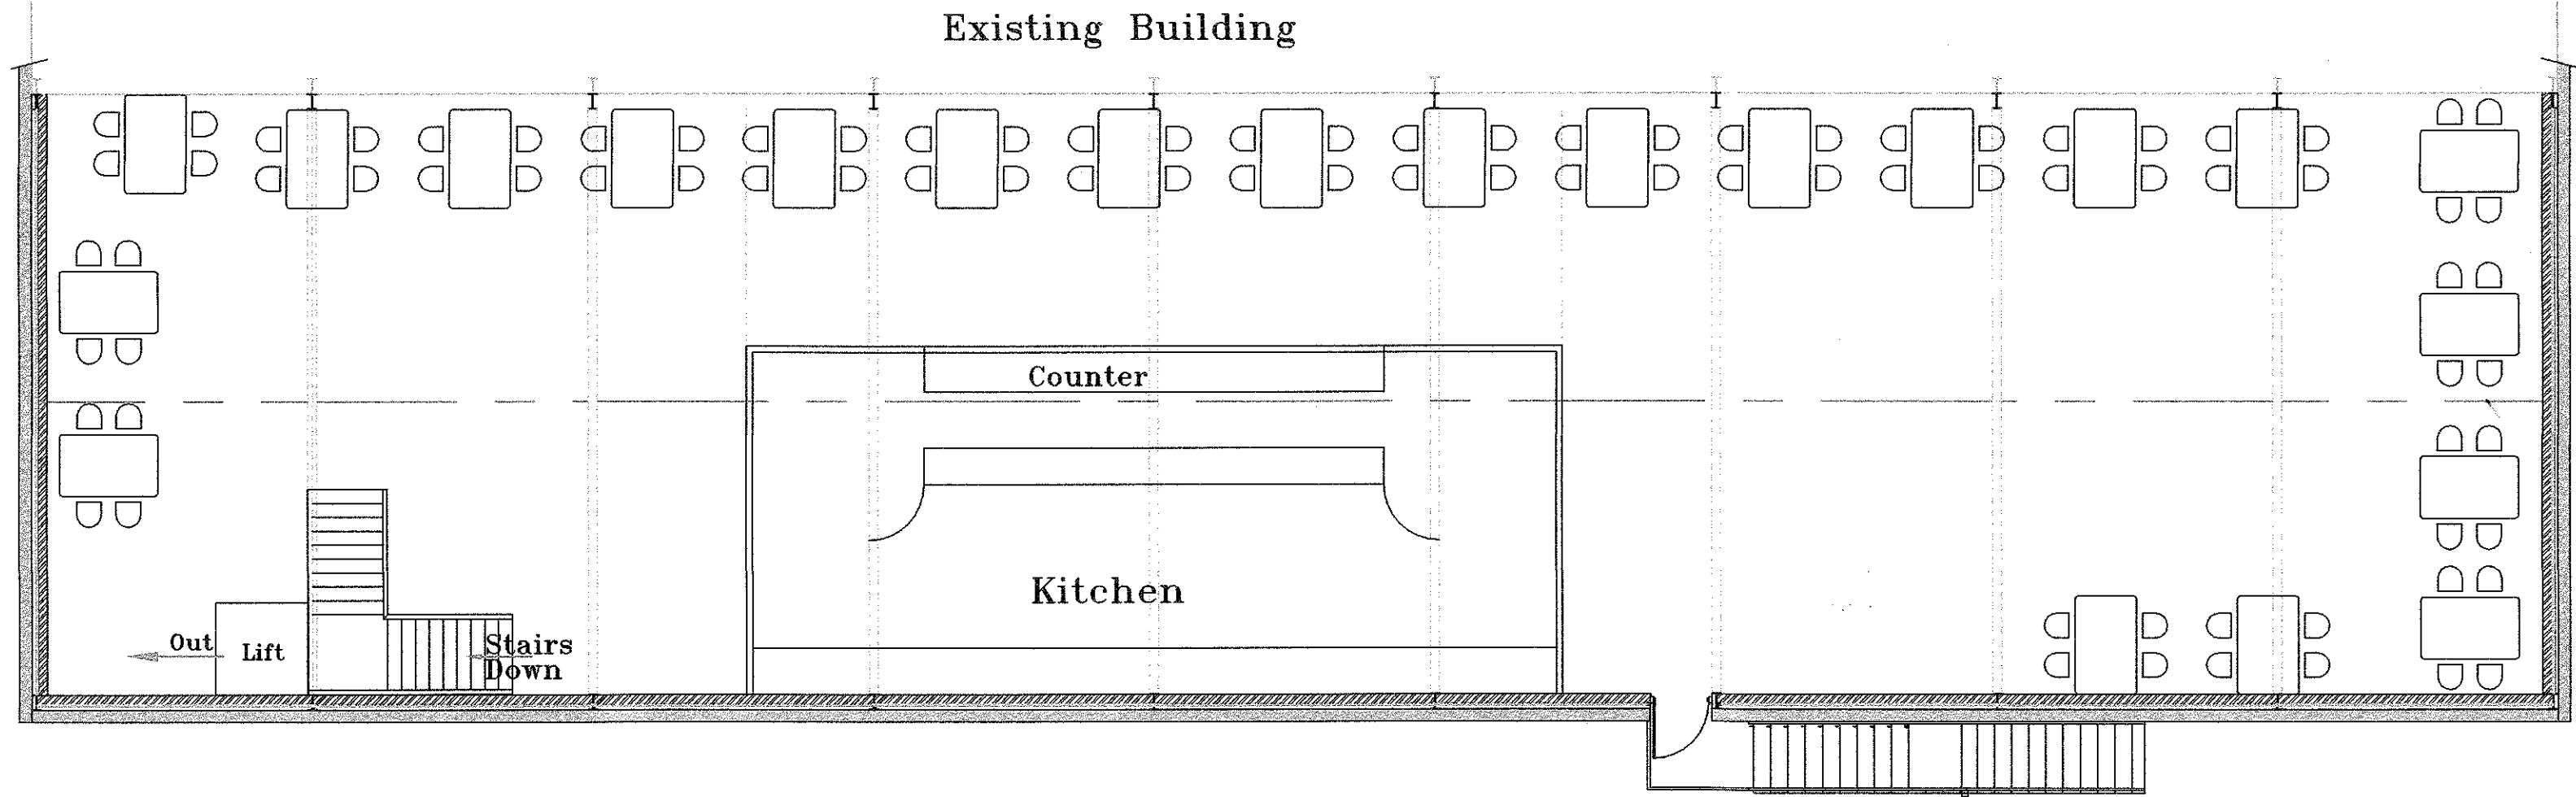 Existing Building
Counter
Kitchen
Out
Lift
Stairs
Down